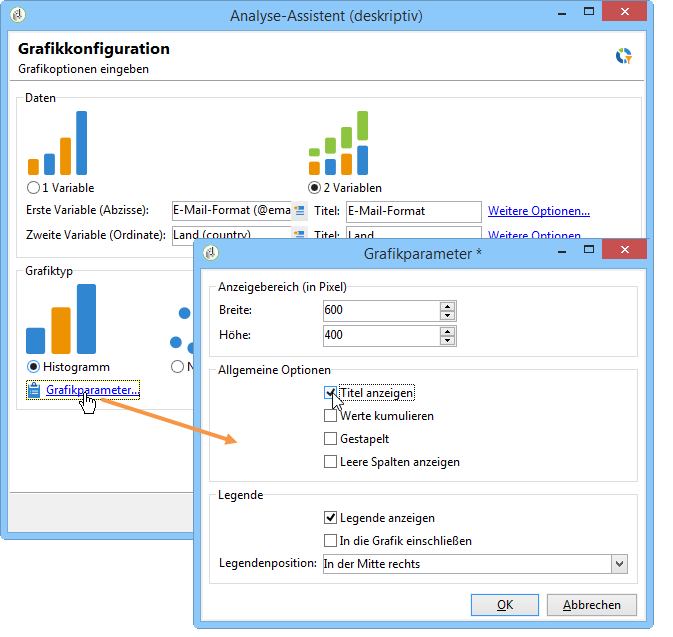 Analyse-Assistent (deskriptiv)
Grafikkonfiguration
Grafikoptionen eingeben
Daten
1 Variable
2 Variablen
Erste Variable (Abzisse):
E-Mail-Format (@ema
Titel:
E-Mail-Format
Weitere Optionen...
Zweite Variable (Ordinate):
Land (country)
Titel:
Land
Weitere Optionen
Grafiktyp
Histogramm
N
Grafikparameter...
Grafikparameter *
Anzeigebereich (in Pixel)
Breite:
600
Höhe:
400
Allgemeine Optionen
Titel anzeigen
Werte kumulieren
Gestapelt
Leere Spalten anzeigen
Legende
Legende anzeigen
In die Grafik einschließen
Legendenposition:
In der Mitte rechts
OK
Abbrechen